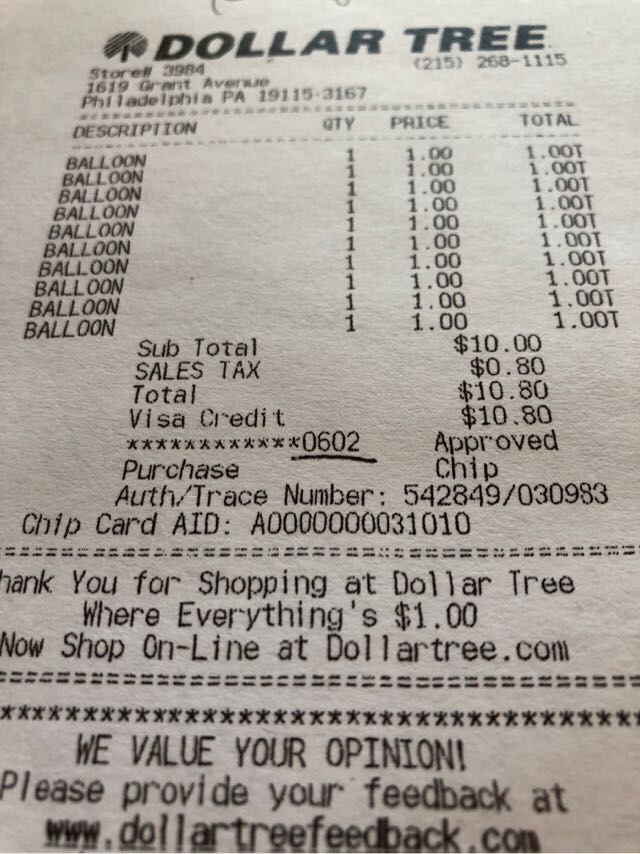 DOLLAR TREE
Store# 3984 (215) 268-1115
1619 Grant Avenue
Philadelphia PA 19115-3167
DESCRIPTION QTY PRICE TOTAL
BALLOON 1 1.00 1.00T
BALLOON 1 1.00 1.00T
BALLOON 1 1.00 1.00T
BALLOON 1 1.00 1.00T
BALLOON 1 1.00 1.00T
BALLOON 1 1.00 1.00T
BALLOON 1 1.00 1.00T
BALLOON 1 1.00 1.00T
BALLOON 1 1.00 1.00T
BALLOON 1 1.00 1.00T
Sub Total $10.00
SALES TAX $0.80
Total $10.80
Visa Credit $10.80
************0602 Approved
Purchase Chip
Auth/Trace Number: 542849/030983
Chip Card AID: A0000000031010
hank You for Shopping at Dollar Tree
Where Everything's $1.00
Now Shop On-Line at Dollartree.com
WE VALUE YOUR OPINION!
Please provide your feedback at
www.dollartreefeedback.com